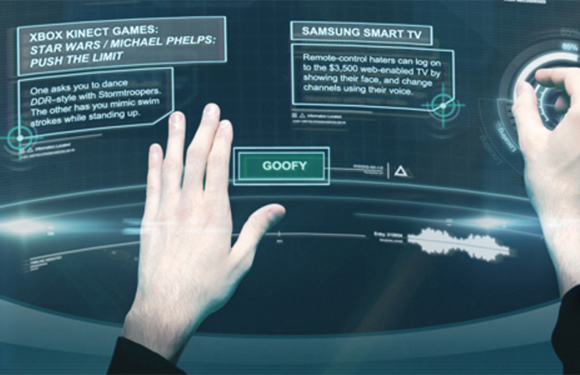 XBOX KINECT GAMES:
STAR WARS / MICHAEL PHELPS:
PUSH THE LIMIT
One asks you to dance
DDR-style with Stormtroopers.
The other has you mimic swim
strokes while standing up.
SAMSUNG SMART TV
Remote-control haters can log on
to the $3,500 web-enabled TV by
showing their face, and change
channels using their voice.
GOOFY